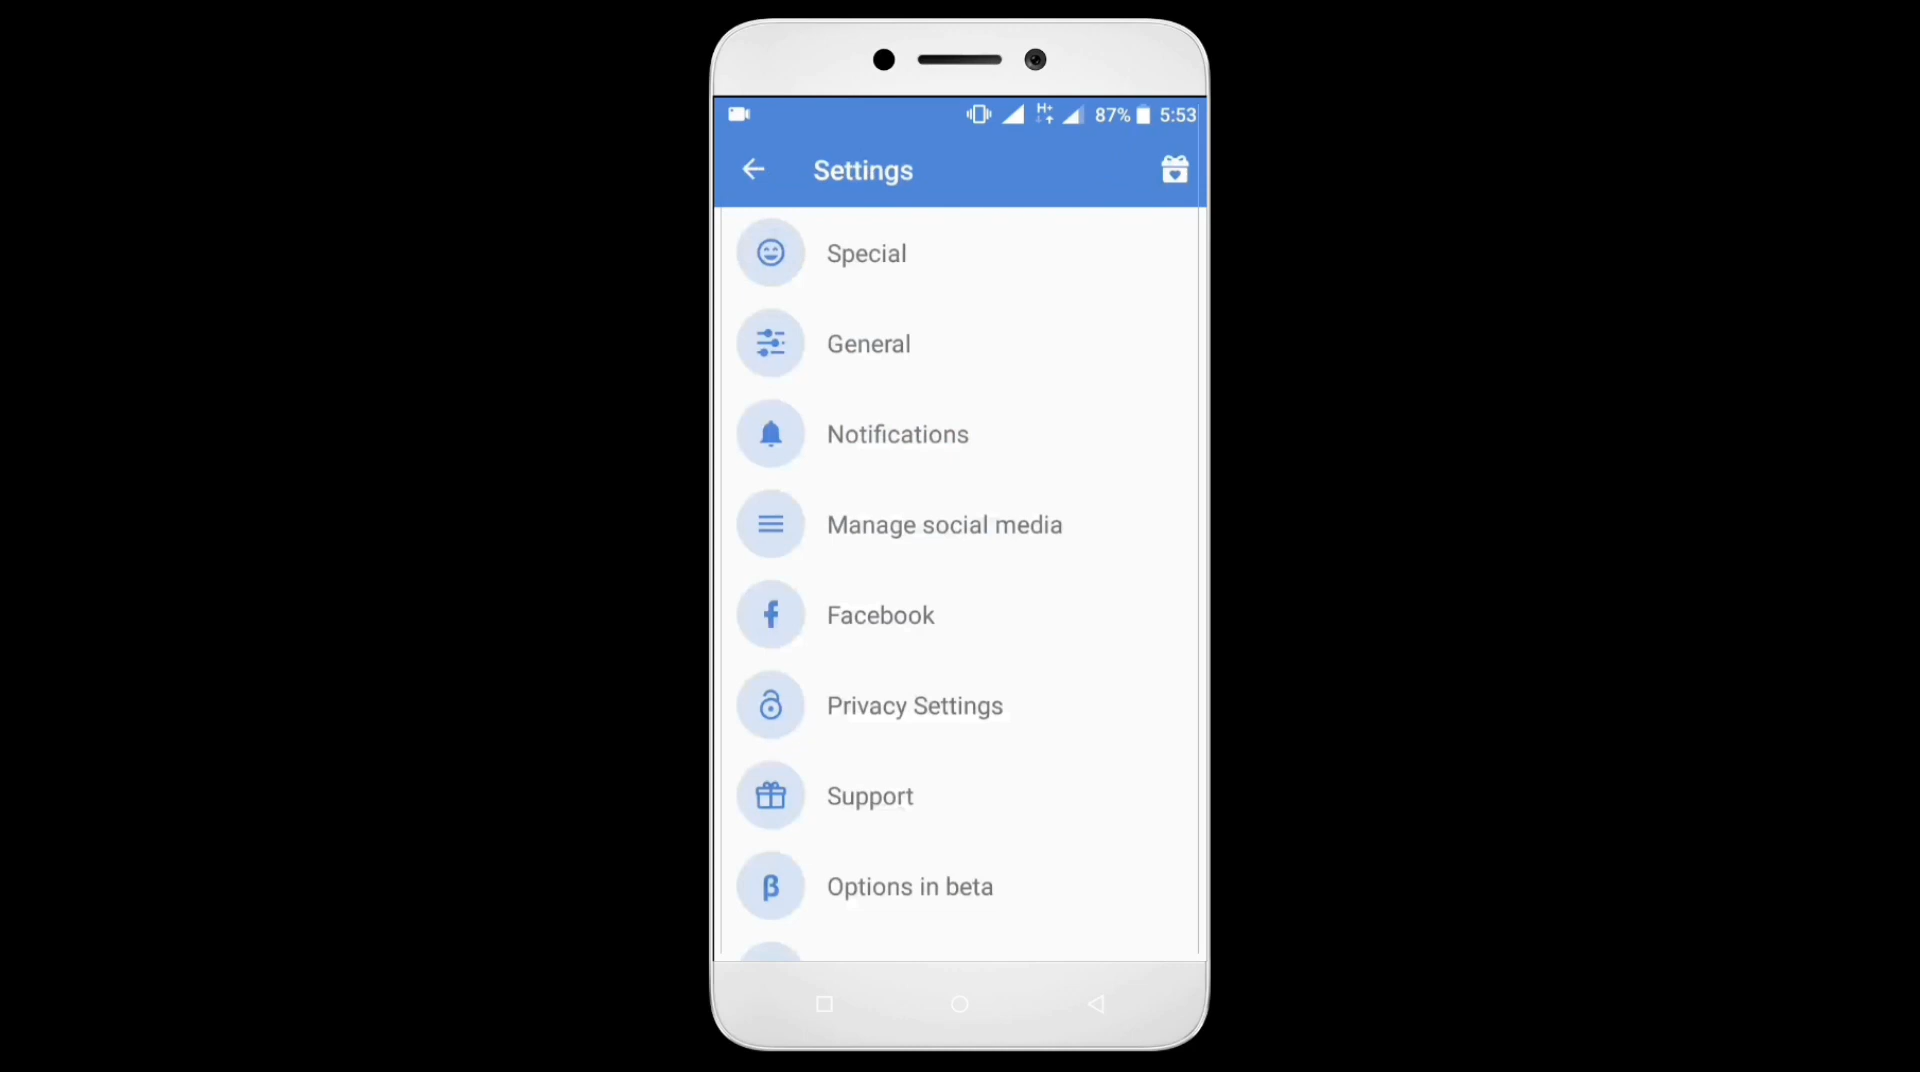 H+ 87% 5:53
Settings
Special
General
Notifications
Manage social media
Facebook
Privacy Settings
Support
Options in beta